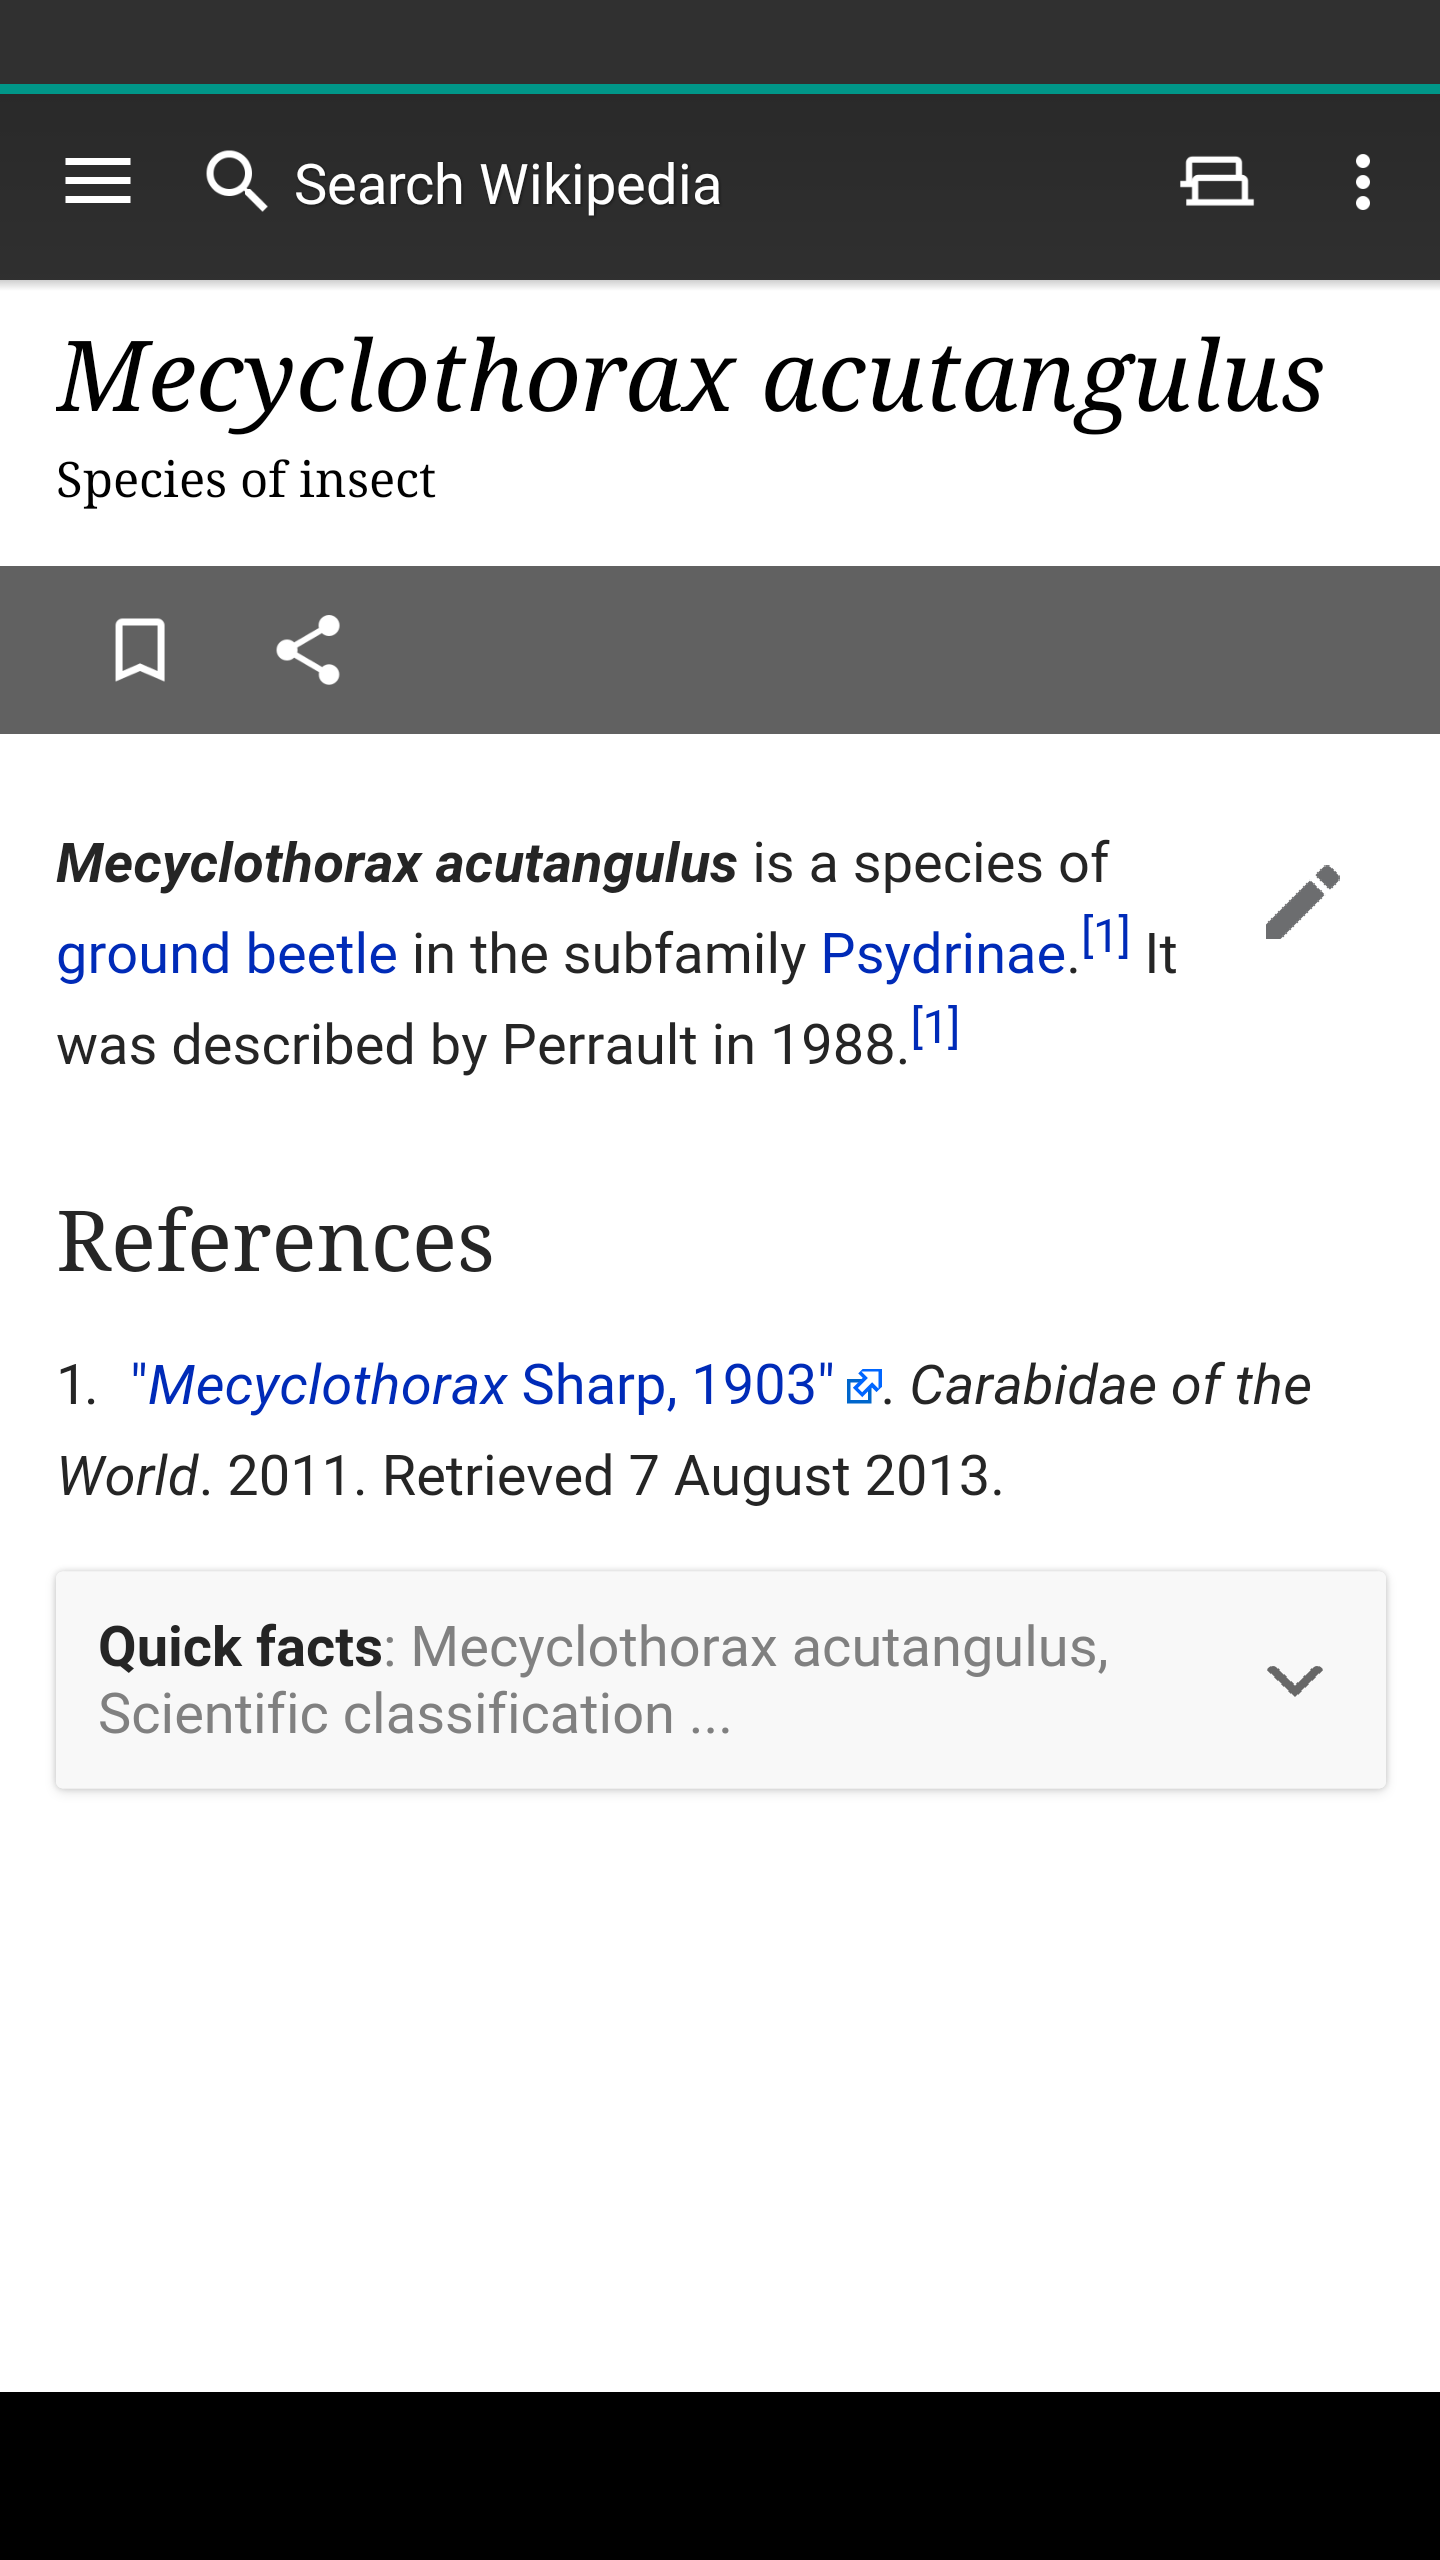 Search Wikipedia
Mecyclothorax acutangulus
Species of insect
Mecyclothorax acutangulus is a species of
ground beetle in the subfamily Psydrinae.[1] It
was described by Perrault in 1988.[1]
References
1. "Mecyclothorax Sharp, 1903" . Carabidae of the
World. 2011. Retrieved 7 August 2013.
Quick facts: Mecyclothorax acutangulus,
Scientific classification ...